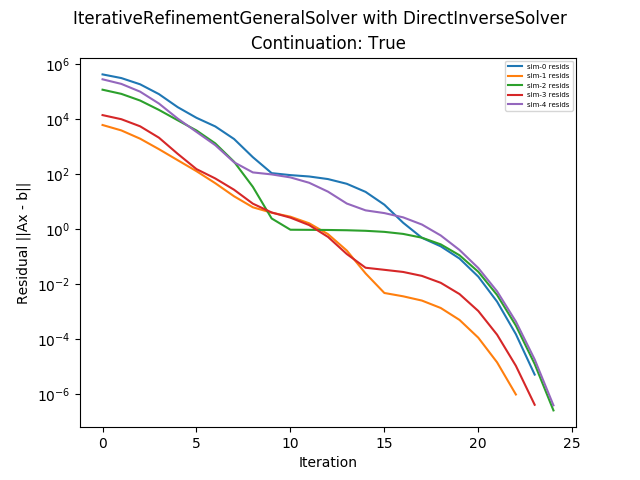 IterativeRefinementGeneralSolver with DirectInverseSolver
Continuation: True
sim-0 resids
sim-1 resids
sim-2 resids
sim-3 resids
sim-4 resids
Residual ||Ax - b||
10^6
10^4
10^2
10^0
10^−2
10^−4
10^−6
0 5 10 15 20 25
Iteration